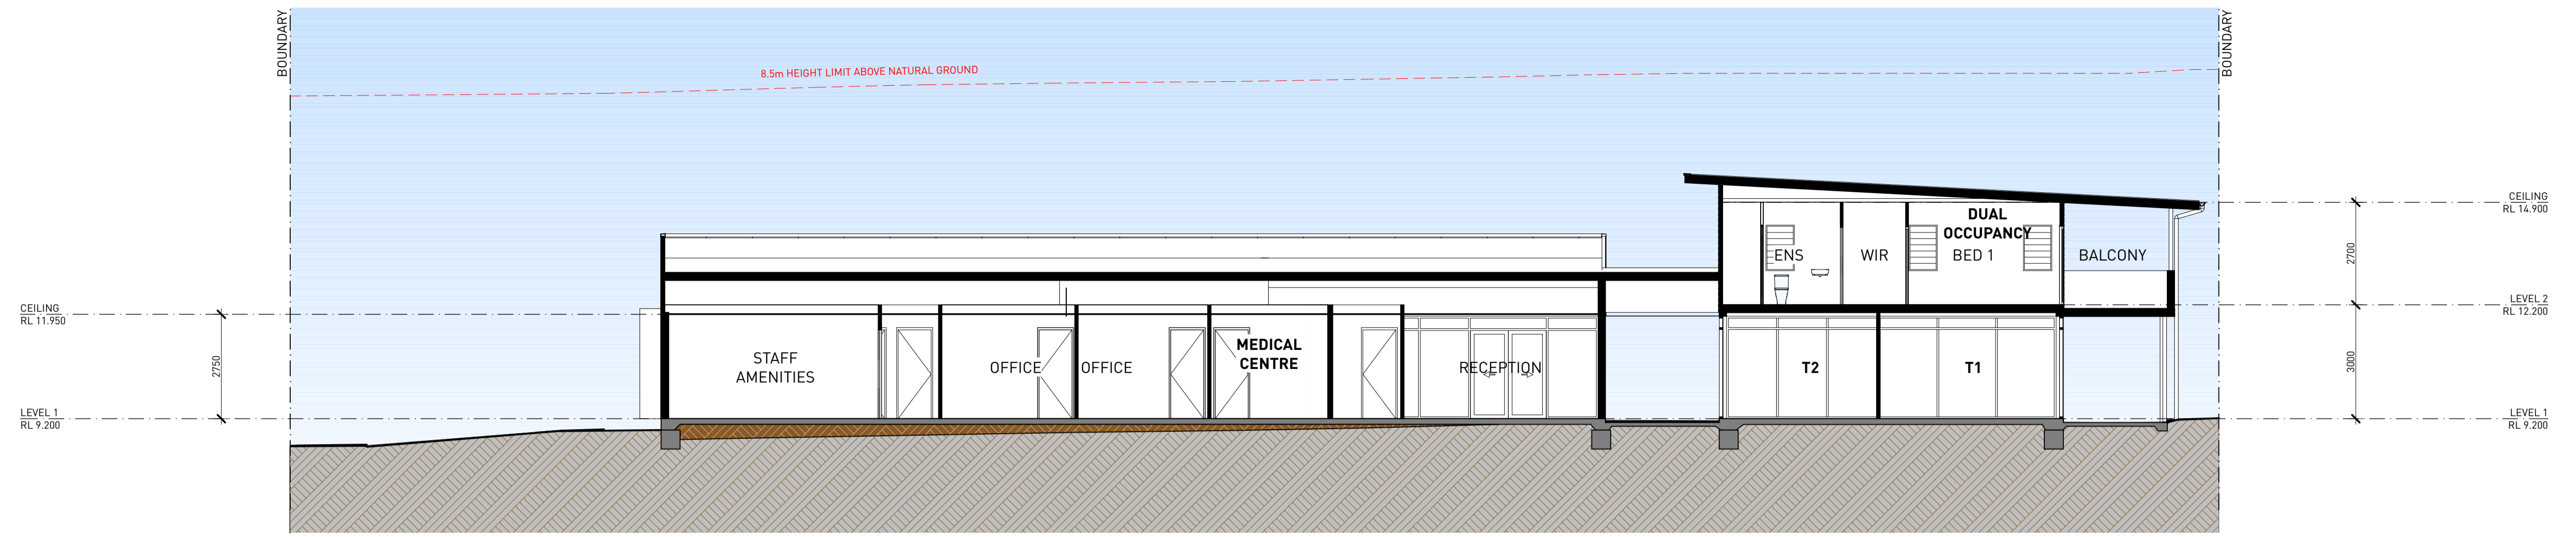 BOUNDARY
BOUNDARY
8.5m HEIGHT LIMIT ABOVE NATURAL GROUND
CEILING
RL 14.900
DUAL
OCCUPANCY
ENS
WIR
BED 1
BALCONY
2700
LEVEL 2
RL 12.200
CEILING
RL 11.950
MEDICAL
CENTRE
STAFF
AMENITIES
OFFICE
OFFICE
RECEPTION
T2
T1
2750
3000
LEVEL 1
RL 9.200
LEVEL 1
RL 9.200